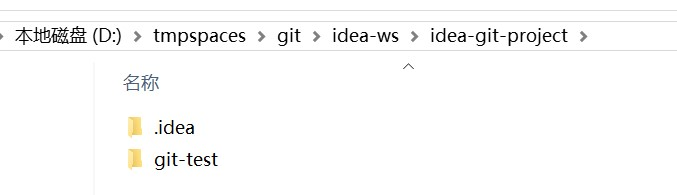 本地磁盘 (D:) > tmpspaces > git > idea-ws > idea-git-project >
名称
.idea
git-test